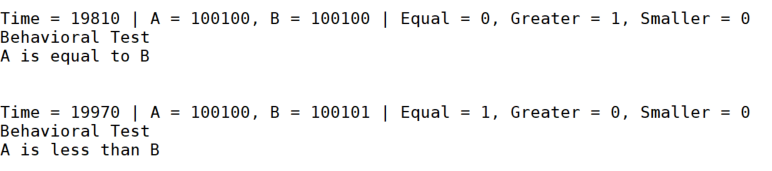 Time = 19810 | A = 100100, B = 100100 | Equal = 0, Greater = 1, Smaller = 0
Behavioral Test
A is equal to B
Time = 19970 | A = 100100, B = 100101 | Equal = 1, Greater = 0, Smaller = 0
Behavioral Test
A is less than B